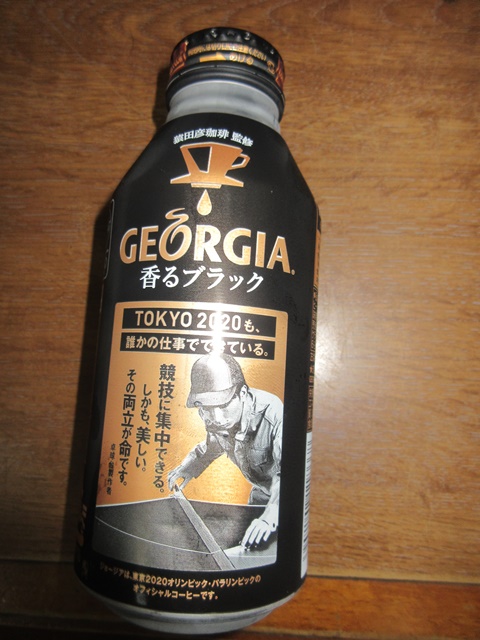 猿田彦珈琲 監修
GEORGIA
香るブラック
TOKYO 2020も、
誰かの仕事でできている。
競技に集中できる。
しかも、美しい。
その両立が命です。
ジョージアは、東京2020オリンピック・パラリンピックの
オフィシャルコーヒーです。